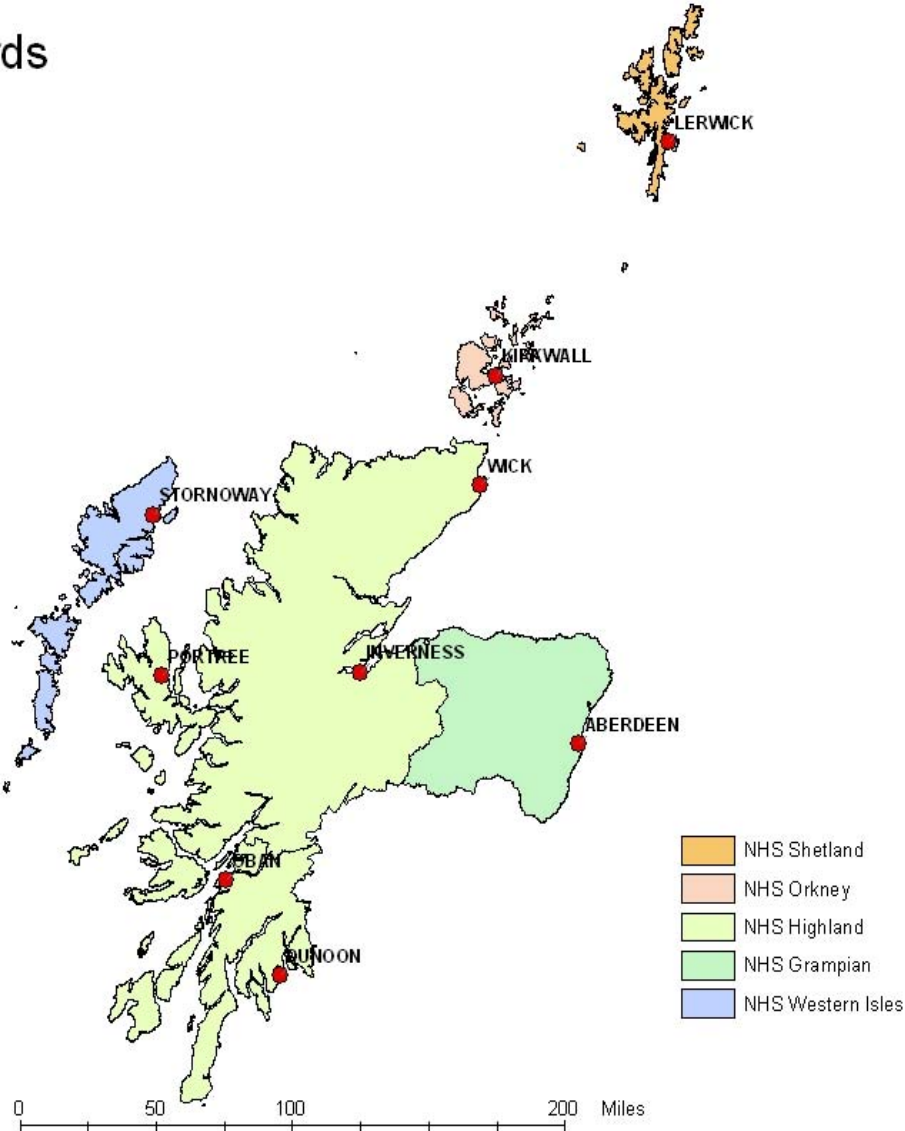 LERWICK
KIRKWALL
WICK
STORNOWAY
PORTREE
INVERNESS
ABERDEEN
OBAN
DUNOON
NHS Shetland
NHS Orkney
NHS Highland
NHS Grampian
NHS Western Isles
0 50 100 200 Miles